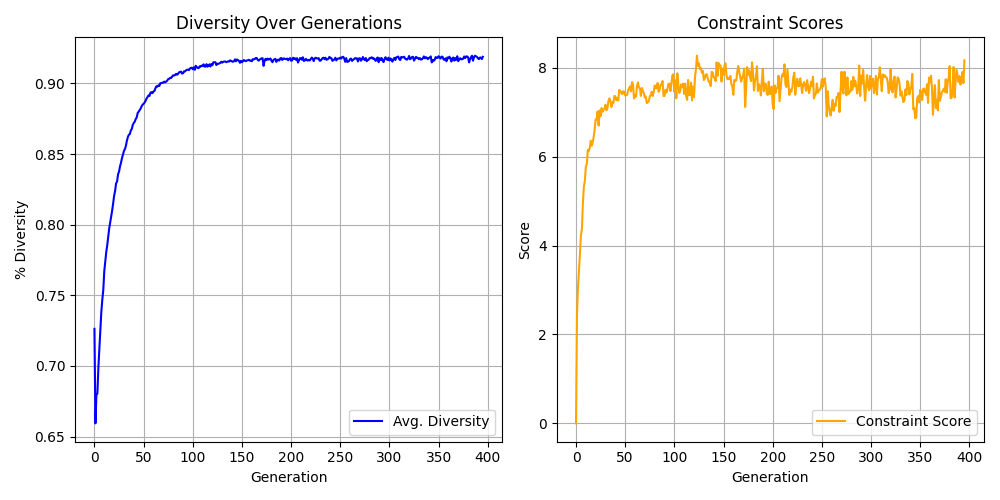 Diversity Over Generations
% Diversity
0.90
0.85
0.80
0.75
0.70
0.65
0 50 100 150 200 250 300 350 400
Generation
Avg. Diversity
Constraint Scores
Score
8
6
4
2
0
0 50 100 150 200 250 300 350 400
Generation
Constraint Score